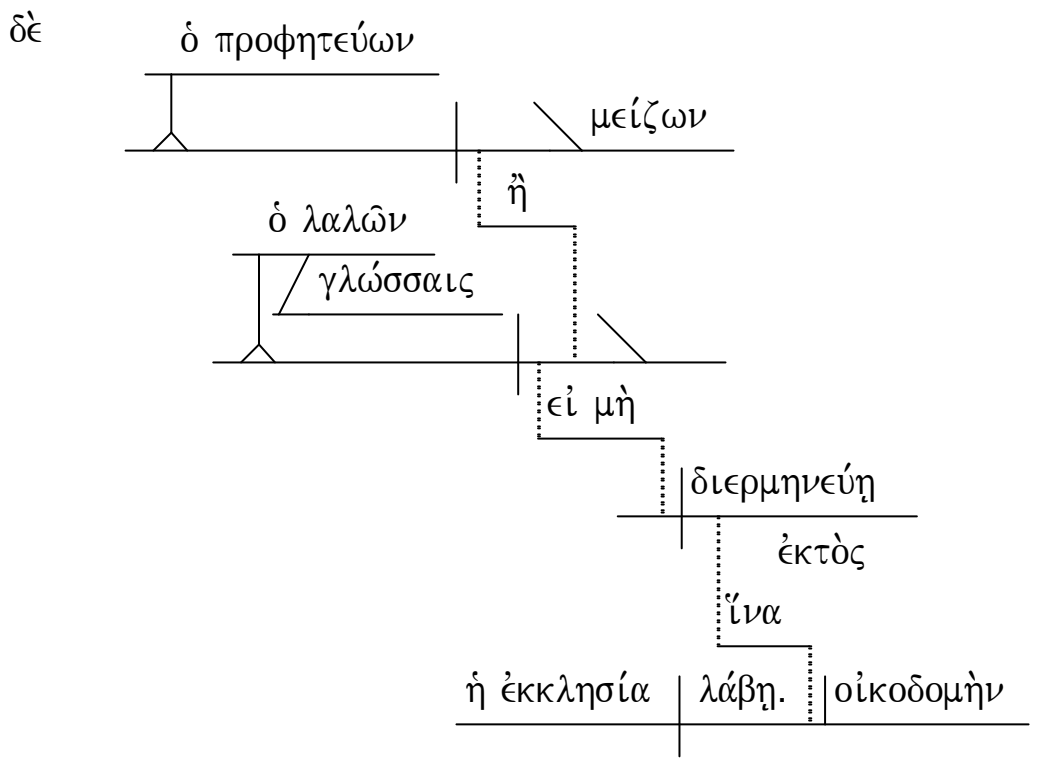 δὲ
ὁ προφητεύων
μείζων
ἢ
ὁ λαλῶν
γλώσσαις
εἰ μὴ
διερμηνεύῃ
ἐκτὸς
ἵνα
ἡ ἐκκλησία λάβῃ. οἰκοδομὴν